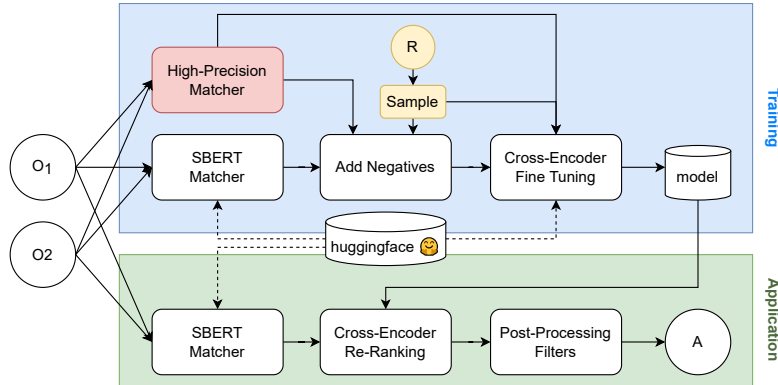 High-Precision
Matcher
R
Sample
Training
O1
SBERT
Matcher
Add Negatives
Cross-Encoder
Fine Tuning
model
huggingface 🤗
O2
Application
SBERT
Matcher
Cross-Encoder
Re-Ranking
Post-Processing
Filters
A